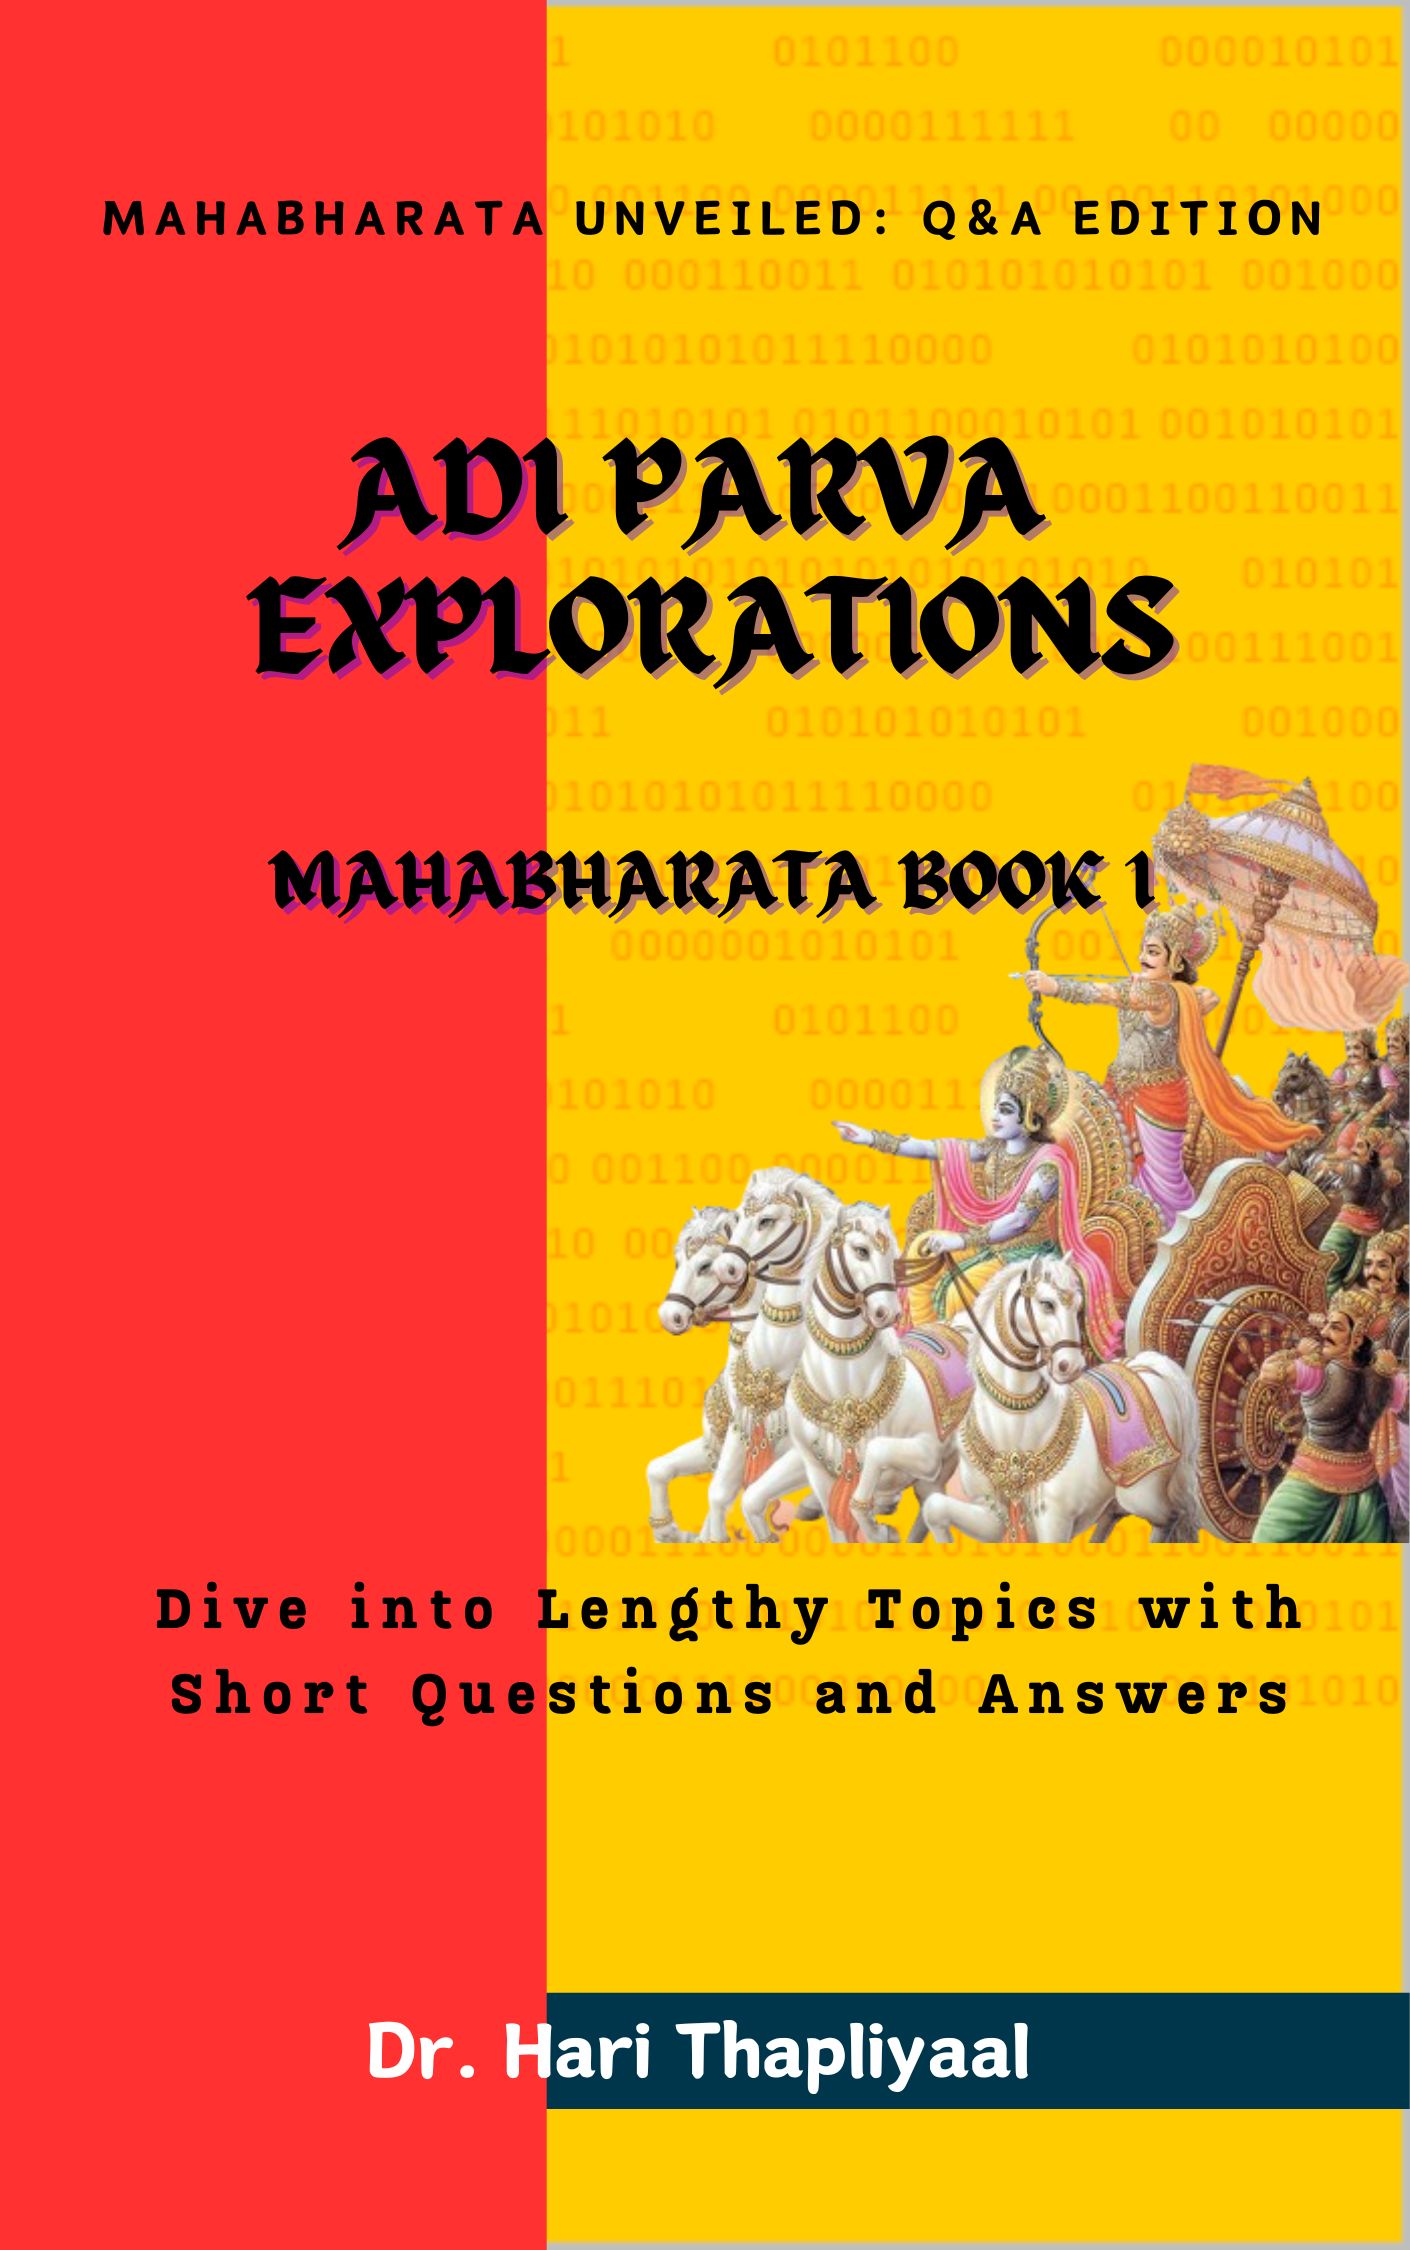 MAHABHARATA UNVEILED: Q&A EDITION
ADI PARVA
EXPLORATIONS
MAHABHARATA BOOK 1
Dive into Lengthy Topics with
Short Questions and Answers
Dr. Hari Thapliyaal